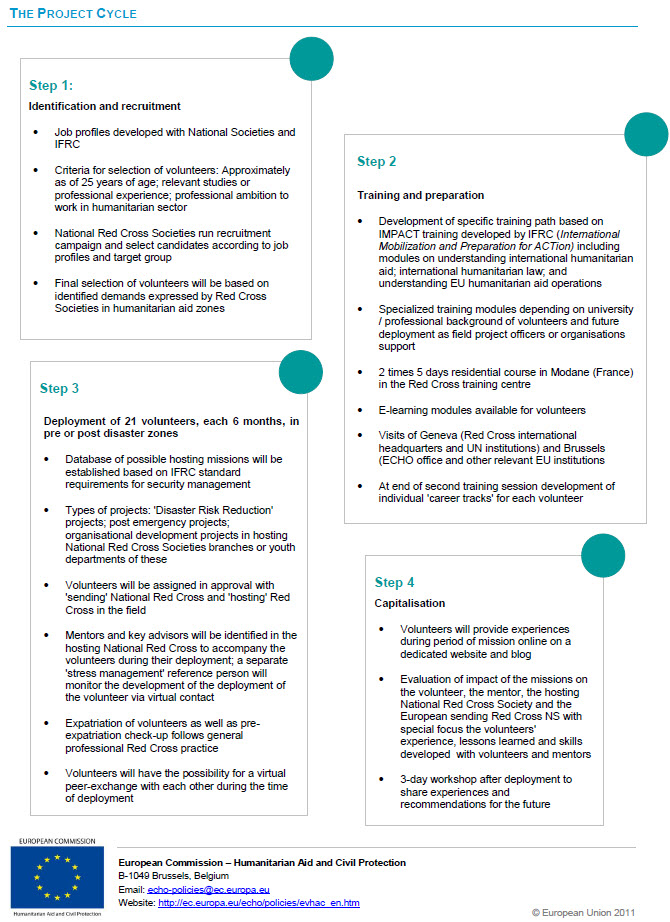 THE PROJECT CYCLE
Step 1:
Identification and recruitment
• Job profiles developed with National Societies and
IFRC
• Criteria for selection of volunteers: Approximately
as of 25 years of age; relevant studies or
professional experience; professional ambition to
work in humanitarian sector
• National Red Cross Societies run recruitment
campaign and select candidates according to job
profiles and target group
• Final selection of volunteers will be based on
identified demands expressed by Red Cross
Societies in humanitarian aid zones
Step 2
Training and preparation
• Development of specific training path based on
IMPACT training developed by IFRC (International
Mobilization and Preparation for ACTion) including
modules on understanding international humanitarian
aid; international humanitarian law; and
understanding EU humanitarian aid operations
• Specialized training modules depending on university
/ professional background of volunteers and future
deployment as field project officers or organisations
support
• 2 times 5 days residential course in Modane (France)
in the Red Cross training centre
• E-learning modules available for volunteers
• Visits of Geneva (Red Cross international
headquarters and UN institutions) and Brussels
(ECHO office and other relevant EU institutions
• At end of second training session development of
individual 'career tracks' for each volunteer
Step 3
Deployment of 21 volunteers, each 6 months, in
pre or post disaster zones
• Database of possible hosting missions will be
established based on IFRC standard
requirements for security management
• Types of projects: 'Disaster Risk Reduction'
projects; post emergency projects;
organisational development projects in hosting
National Red Cross Societies branches or youth
departments of these
• Volunteers will be assigned in approval with
'sending' National Red Cross and 'hosting' Red
Cross in the field
• Mentors and key advisors will be identified in the
hosting National Red Cross to accompany the
volunteers during their deployment; a separate
'stress management' reference person will
monitor the development of the deployment of
the volunteer via virtual contact
• Expatriation of volunteers as well as pre-
expatriation check-up follows general
professional Red Cross practice
• Volunteers will have the possibility for a virtual
peer-exchange with each other during the time
of deployment
Step 4
Capitalisation
• Volunteers will provide experiences
during period of mission online on a
dedicated website and blog
• Evaluation of impact of the missions on
the volunteer, the mentor, the hosting
National Red Cross Society and the
European sending Red Cross NS with
special focus the volunteers'
experience, lessons learned and skills
developed with volunteers and mentors
• 3-day workshop after deployment to
share experiences and
recommendations for the future
EUROPEAN COMMISSION
Humanitarian Aid and Civil Protection
European Commission – Humanitarian Aid and Civil Protection
B-1049 Brussels, Belgium
Email: echo-policies@ec.europa.eu
Website: http://ec.europa.eu/echo/policies/evhac_en.htm
© European Union 2011